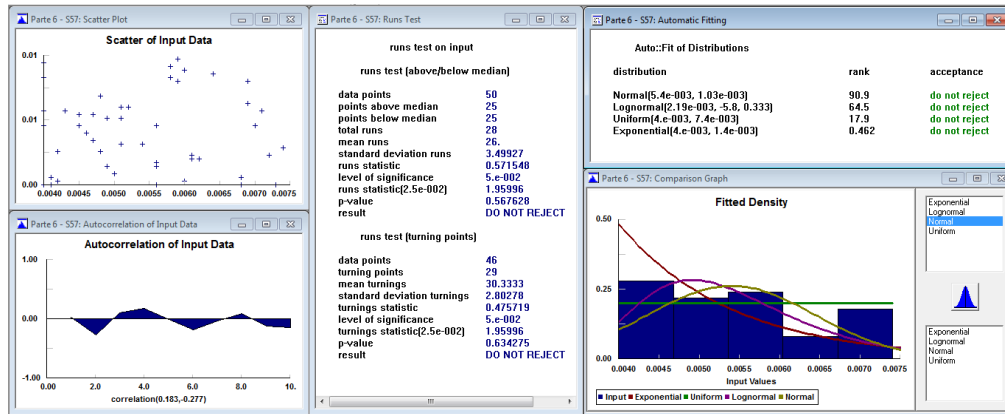 Parte 6 - S57: Scatter Plot
Scatter of Input Data
0.01
0.01
0.00
0.0040 0.0045 0.0050 0.0055 0.0060 0.0065 0.0070 0.0075
Parte 6 - S57: Autocorrelation of Input Data
Autocorrelation of Input Data
1.00
0.00
-1.00
0.00 2.0 4.0 6.0 8.0 10.
correlation(0.183,-0.277)
Parte 6 - S57: Runs Test
runs test on input
runs test (above/below median)
data points 50
points above median 25
points below median 25
total runs 28
mean runs 26.
standard deviation runs 3.49927
runs statistic 0.571548
level of significance 5.e-002
runs statistic(2.5e-002) 1.95996
p-value 0.567628
result DO NOT REJECT
runs test (turning points)
data points 46
turning points 29
mean turnings 30.3333
standard deviation turnings 2.80278
turnings statistic 0.475719
level of significance 5.e-002
turnings statistic(2.5e-002) 1.95996
p-value 0.634275
result DO NOT REJECT
Parte 6 - S57: Automatic Fitting
Auto::Fit of Distributions
distribution rank acceptance
Normal(5.4e-003, 1.03e-003) 90.9 do not reject
Lognormal(2.19e-003, -5.8, 0.333) 64.5 do not reject
Uniform(4.e-003, 7.4e-003) 17.9 do not reject
Exponential(4.e-003, 1.4e-003) 0.462 do not reject
Parte 6 - S57: Comparison Graph
Fitted Density
0.50
0.25
0.00
0.0040 0.0045 0.0050 0.0055 0.0060 0.0065 0.0070 0.0075
Input Values
Input Exponential Uniform Lognormal Normal
Exponential
Lognormal
Normal
Uniform
Exponential
Lognormal
Normal
Uniform